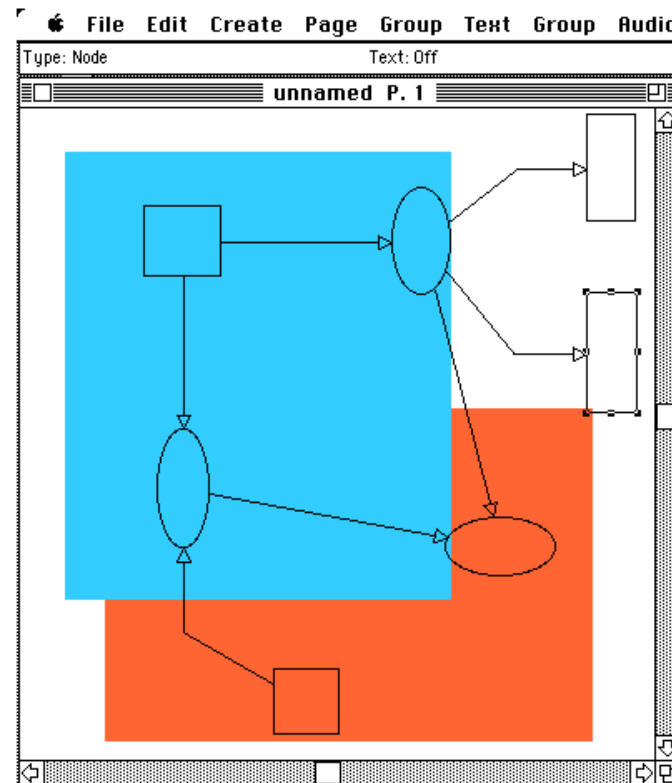 File Edit Create Page Group Text Group Audio
Type: Node Text: Off
unnamed P. 1